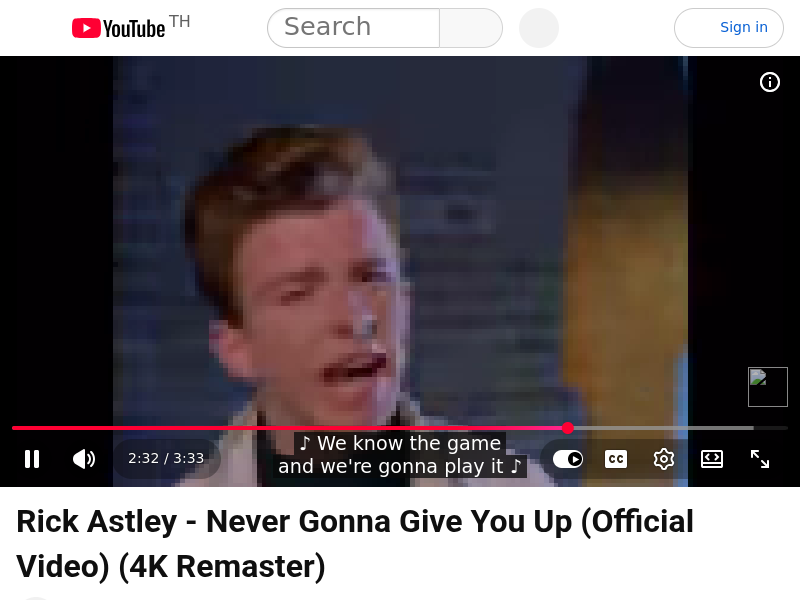 YouTube TH
Search
Sign in
2:32 / 3:33
♪ We know the game
and we're gonna play it ♪
CC
Rick Astley - Never Gonna Give You Up (Official
Video) (4K Remaster)